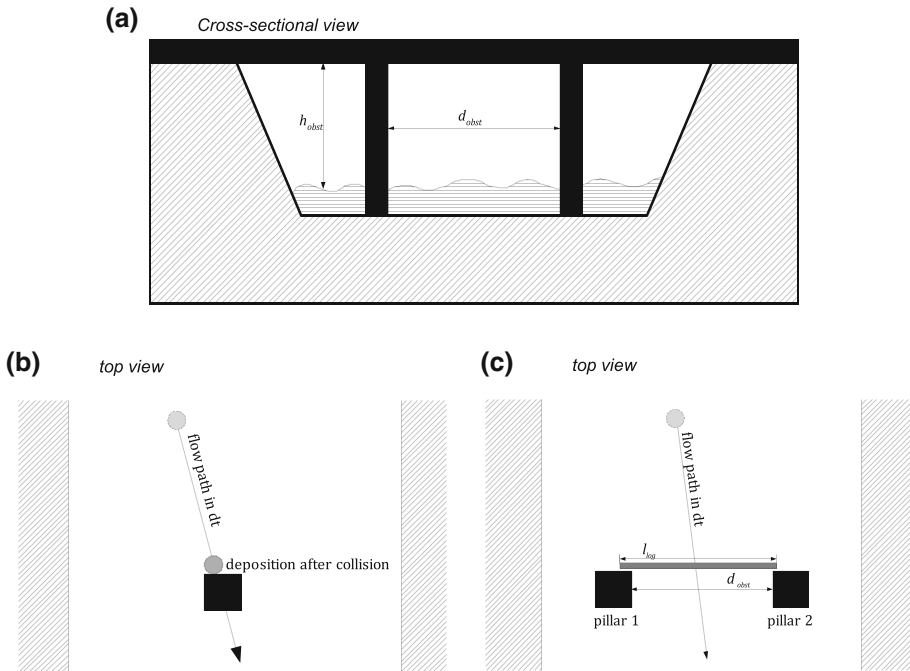 (a) Cross-sectional view
h_obst
d_obst
(b) top view
flow path in dt
deposition after collision
(c) top view
flow path in dt
l_log
d_obst
pillar 1
pillar 2